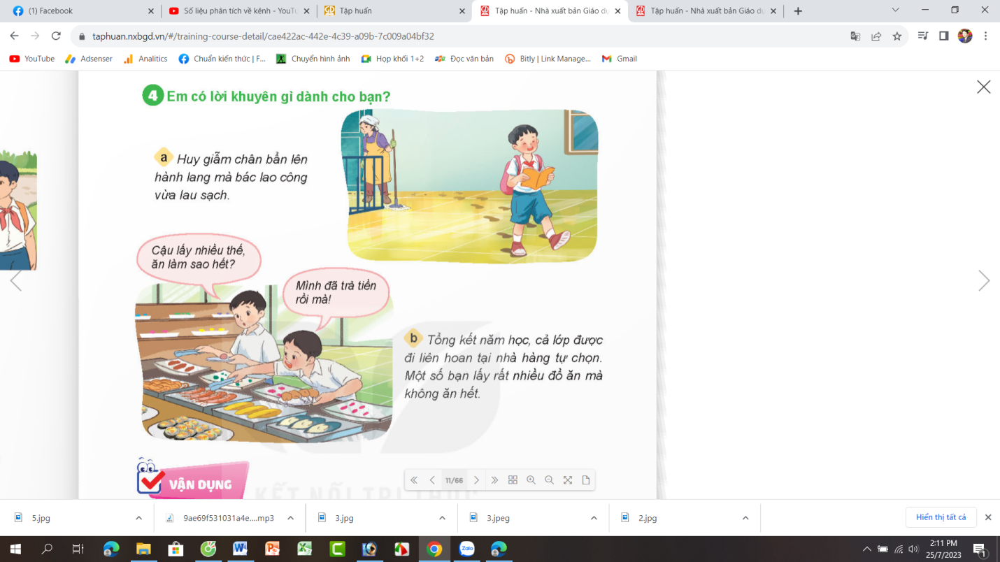 (1) Facebook
Số liệu phân tích về kênh - YouTu
Tập huấn
Tập huấn - Nhà xuất bản Giáo dụ
Tập huấn - Nhà xuất bản Giáo dụ
taphuan.nxbgd.vn/#/training-course-detail/cae422ac-442e-4c39-a09b-7c009a04bf32
YouTube
Adsenser
Analitics
Chuẩn kiến thức | F...
Chuyển hình ảnh
Họp khối 1+2
Đọc văn bản
Bitly | Link Manage...
Gmail
4 Em có lời khuyên gì dành cho bạn?
a Huy giẫm chân bẩn lên
hành lang mà bác lao công
vừa lau sạch.
Cậu lấy nhiều thế,
ăn làm sao hết?
Mình đã trả tiền
rồi mà!
b Tổng kết năm học, cả lớp được
đi liên hoan tại nhà hàng tự chọn.
Một số bạn lấy rất nhiều đồ ăn mà
không ăn hết.
VẬN DỤNG
KẾT NỐI TRI THỨC
11/66
5.jpg
9ae69f531031a4e....mp3
3.jpg
3.jpeg
2.jpg
Hiển thị tất cả
Zalo
2:11 PM
25/7/2023
1